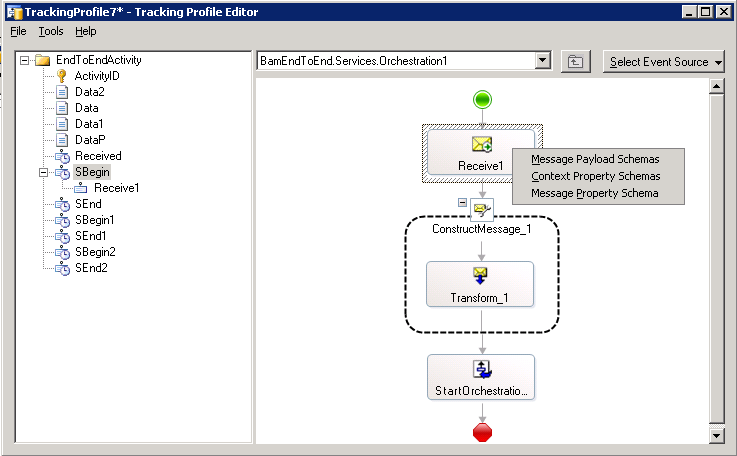 TrackingProfile7* - Tracking Profile Editor
File Tools Help
EndToEndActivity
ActivityID
Data2
Data
Data1
DataP
Received
SBegin
Receive1
SEnd
SBegin1
SEnd1
SBegin2
SEnd2
BamEndToEnd.Services.Orchestration1
Select Event Source
Receive1
Message Payload Schemas
Context Property Schemas
Message Property Schema
ConstructMessage_1
Transform_1
StartOrchestratio...